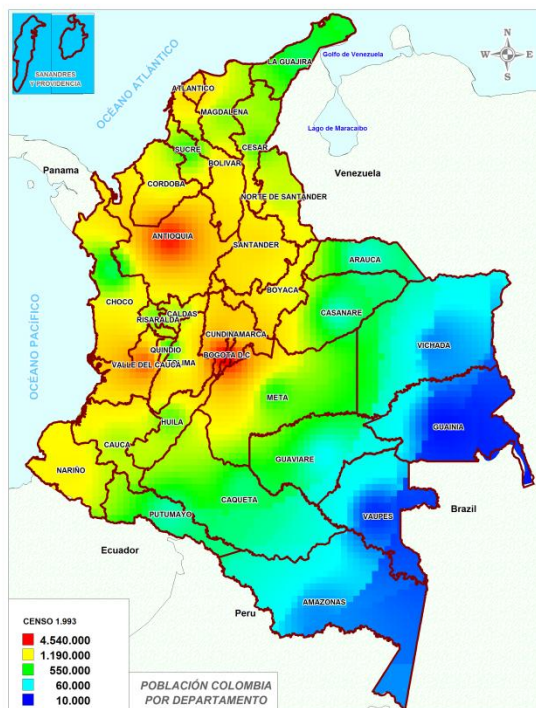 SANANDRES
Y PROVIDENCIA
OCÉANO ATLÁNTICO
Golfo de Venezuela
N
W E
S
LA GUAJIRA
ATLANTICO
MAGDALENA
Lago de Maracaibo
CESAR
SUCRE
Panama
BOLIVAR
Venezuela
CORDOBA
NORTE DE SANTANDER
ANTIOQUIA
SANTANDER
ARAUCA
BOYACA
CHOCO
CASANARE
CALDAS
RISARALDA
CUNDINAMARCA
OCÉANO PACÍFICO
QUINDIO
VICHADA
BOGOTA D.C
TOLIMA
VALLE DEL CAUCA
META
HUILA
GUAINIA
CAUCA
GUAVIARE
NARIÑO
CAQUETA
Brazil
PUTUMAYO
VAUPES
Ecuador
AMAZONAS
Peru
CENSO 1.993
4.540.000
1.190.000
550.000
60.000
10.000
POBLACIÓN COLOMBIA
POR DEPARTAMENTO